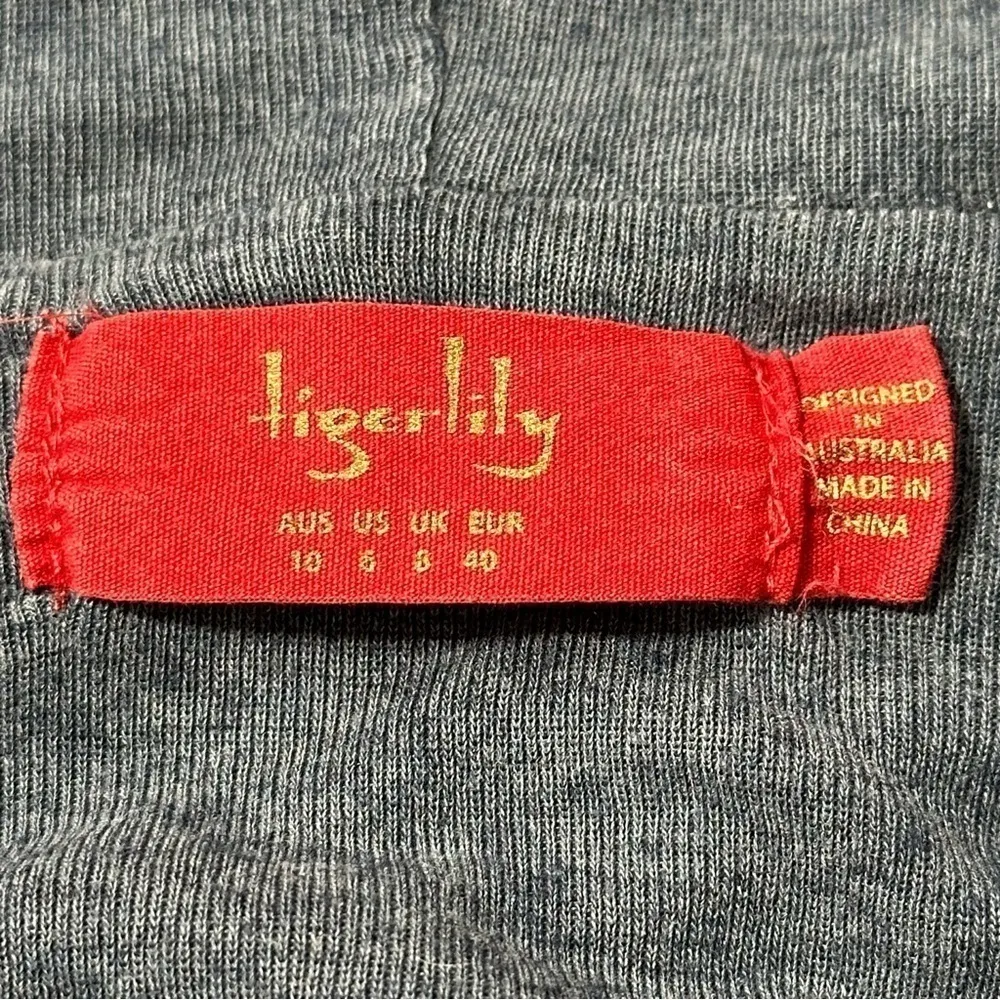 tigerlily
AUS US UK EUR
10 6 8 40
DESIGNED
IN
AUSTRALIA
MADE IN
CHINA